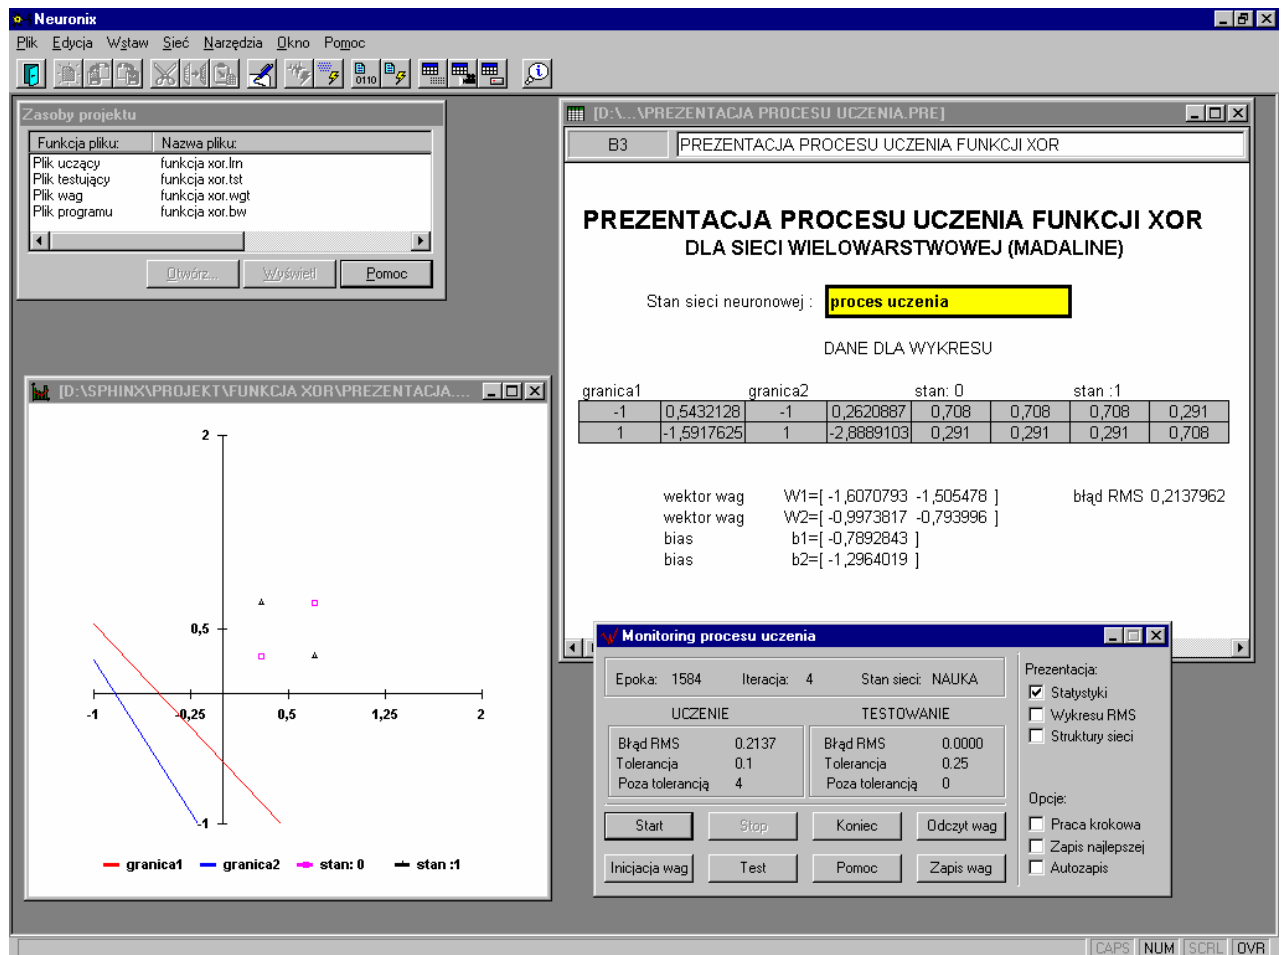 Neuronix
Plik Edycja Wstaw Sieć Narzędzia Okno Pomoc
0110
Zasoby projektu
Funkcja pliku: Nazwa pliku:
Plik uczący funkcja xor.lrn
Plik testujący funkcja xor.tst
Plik wag funkcja xor.wgt
Plik programu funkcja xor.bw
Otwórz... Wyświetl Pomoc
[D:\...\PREZENTACJA PROCESU UCZENIA.PRE]
B3 PREZENTACJA PROCESU UCZENIA FUNKCJI XOR
PREZENTACJA PROCESU UCZENIA FUNKCJI XOR
DLA SIECI WIELOWARSTWOWEJ (MADALINE)
Stan sieci neuronowej : proces uczenia
DANE DLA WYKRESU
granica1 granica2 stan: 0 stan :1
-1 0,5432128 -1 0,2620887 0,708 0,708 0,708 0,291
1 -1,5917625 1 -2,8889103 0,291 0,291 0,291 0,708
wektor wag W1=[ -1,6070793 -1,505478 ] błąd RMS 0,2137962
wektor wag W2=[ -0,9973817 -0,793996 ]
bias b1=[ -0,7892843 ]
bias b2=[ -1,2964019 ]
[D:\SPHINX\PROJEKT\FUNKCJA XOR\PREZENTACJA....
2
0,5
-1 -0,25 0,5 1,25 2
-1
granica1 granica2 stan: 0 stan :1
Monitoring procesu uczenia
Epoka: 1584 Iteracja: 4 Stan sieci: NAUKA
UCZENIE TESTOWANIE
Błąd RMS 0.2137 Błąd RMS 0.0000
Tolerancja 0.1 Tolerancja 0.25
Poza tolerancją 4 Poza tolerancją 0
Start Stop Koniec Odczyt wag
Inicjacja wag Test Pomoc Zapis wag
Prezentacja:
Statystyki
Wykresu RMS
Struktury sieci
Opcje:
Praca krokowa
Zapis najlepszej
Autozapis
CAPS NUM SCRL OVR